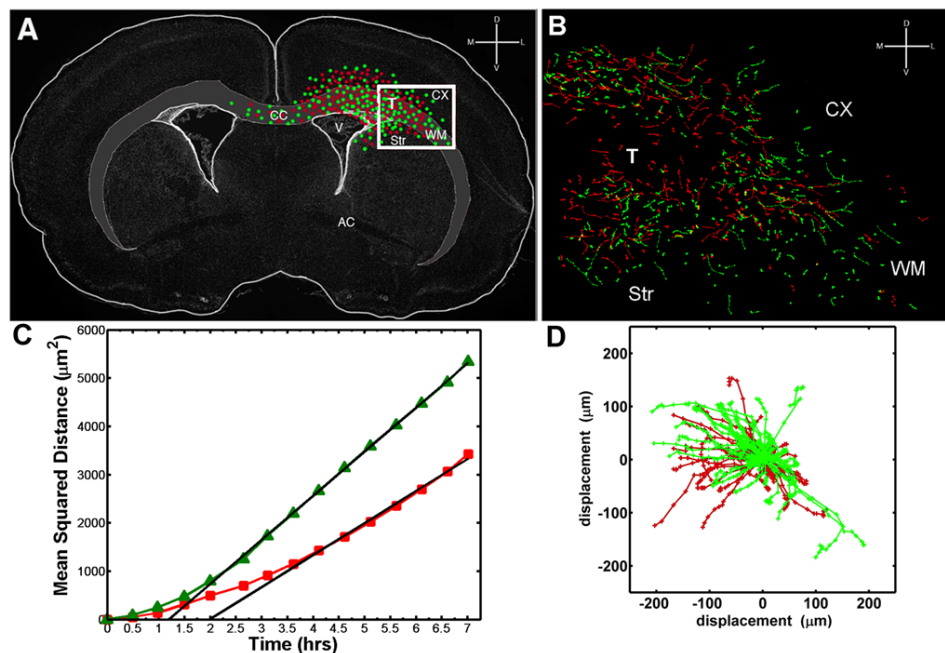 A
D
M L
V
CC
T
CX
V
WM
Str
AC
B
D
M L
V
CX
T
WM
Str
C
Mean Squared Distance (μm²)
6000
5000
4000
3000
2000
1000
0
0 0.5 1 1.5 2 2.5 3 3.5 4 4.5 5 5.5 6 6.5 7
Time (hrs)
D
displacement (μm)
200
100
0
-100
-200
-200 -100 0 100 200
displacement (μm)